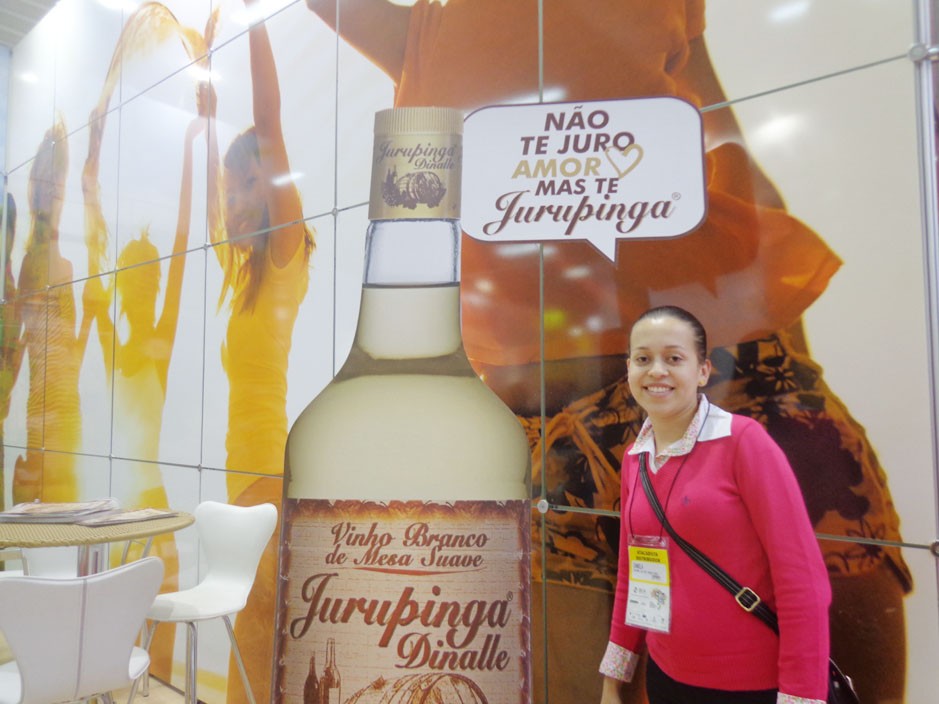 NÃO
TE JURO
AMOR
MAS TE
Jurupinga®
Jurupinga
Dinalle
Vinho Branco
de Mesa Suave
Jurupinga®
Dinalle